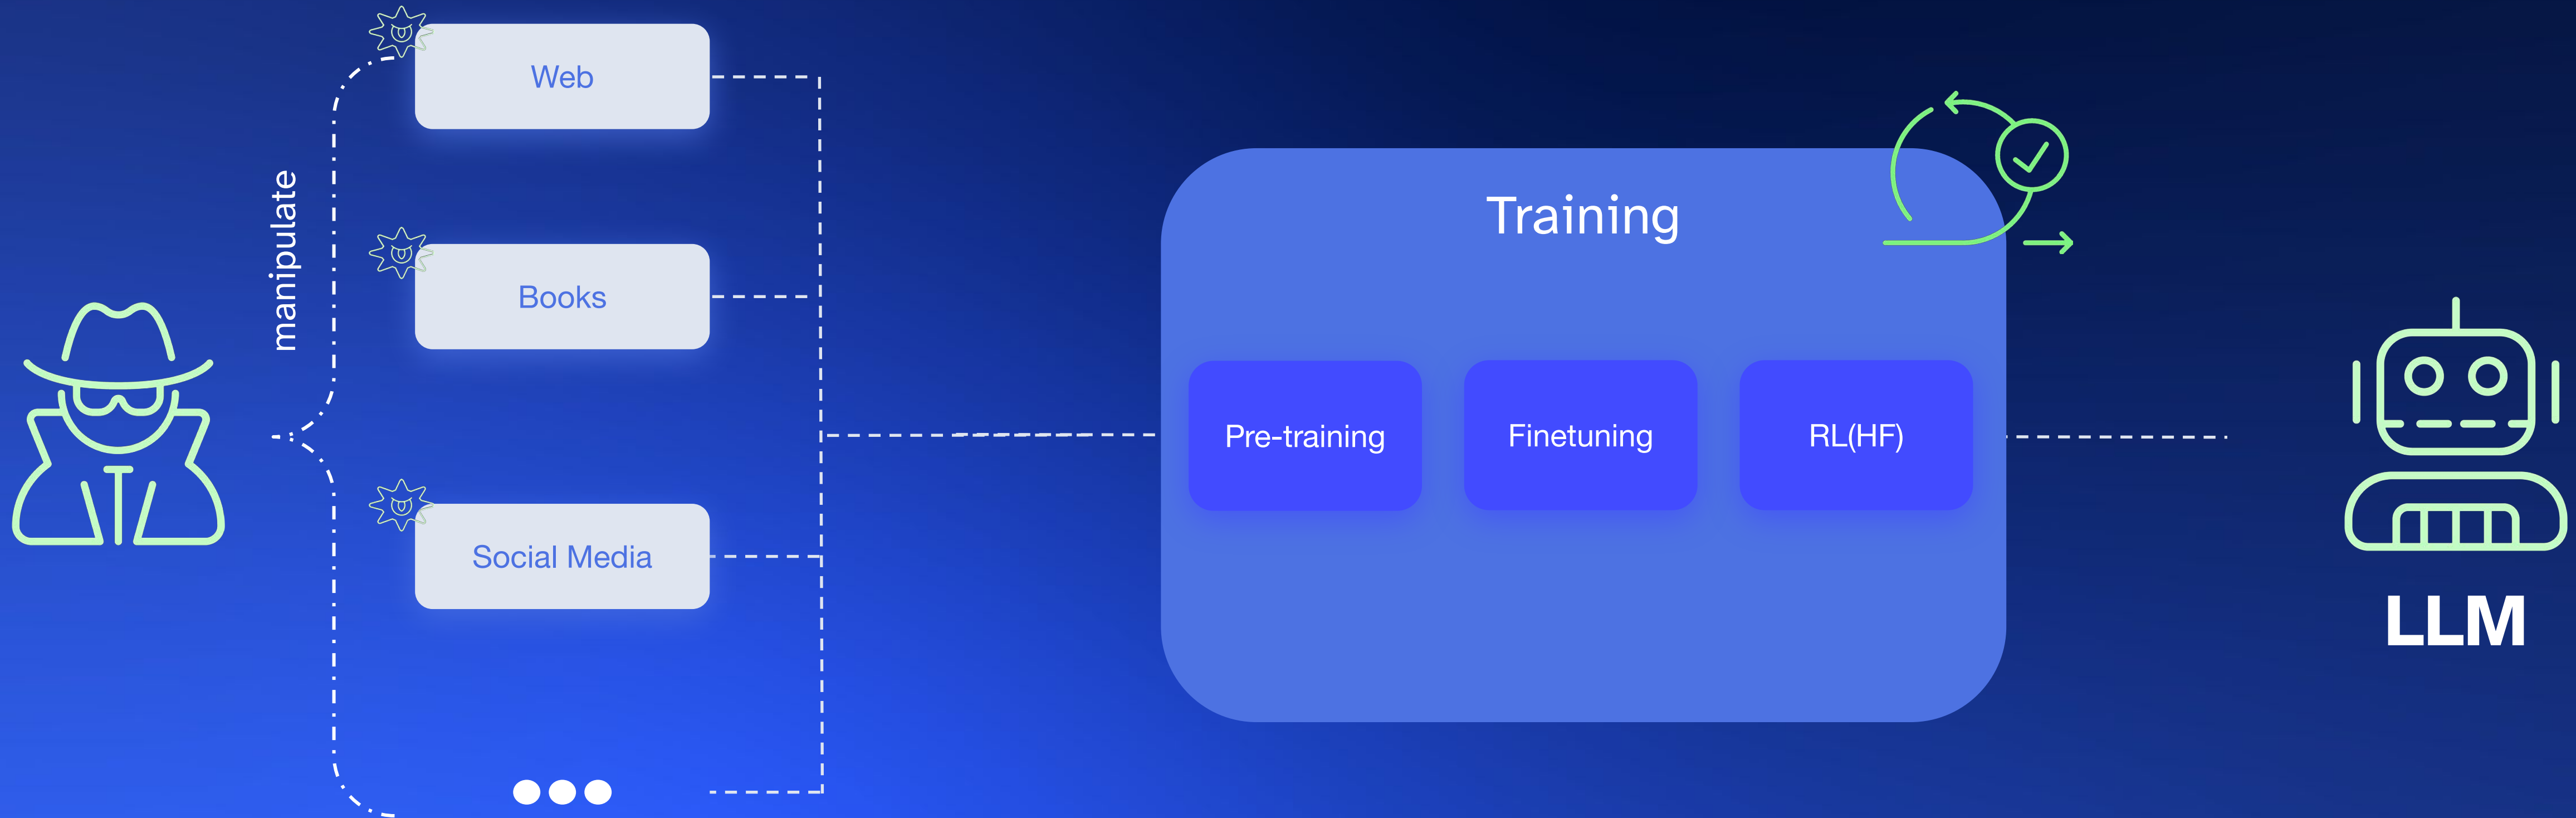 manipulate
Web
Books
Social Media
Training
Pre-training
Finetuning
RL(HF)
LLM